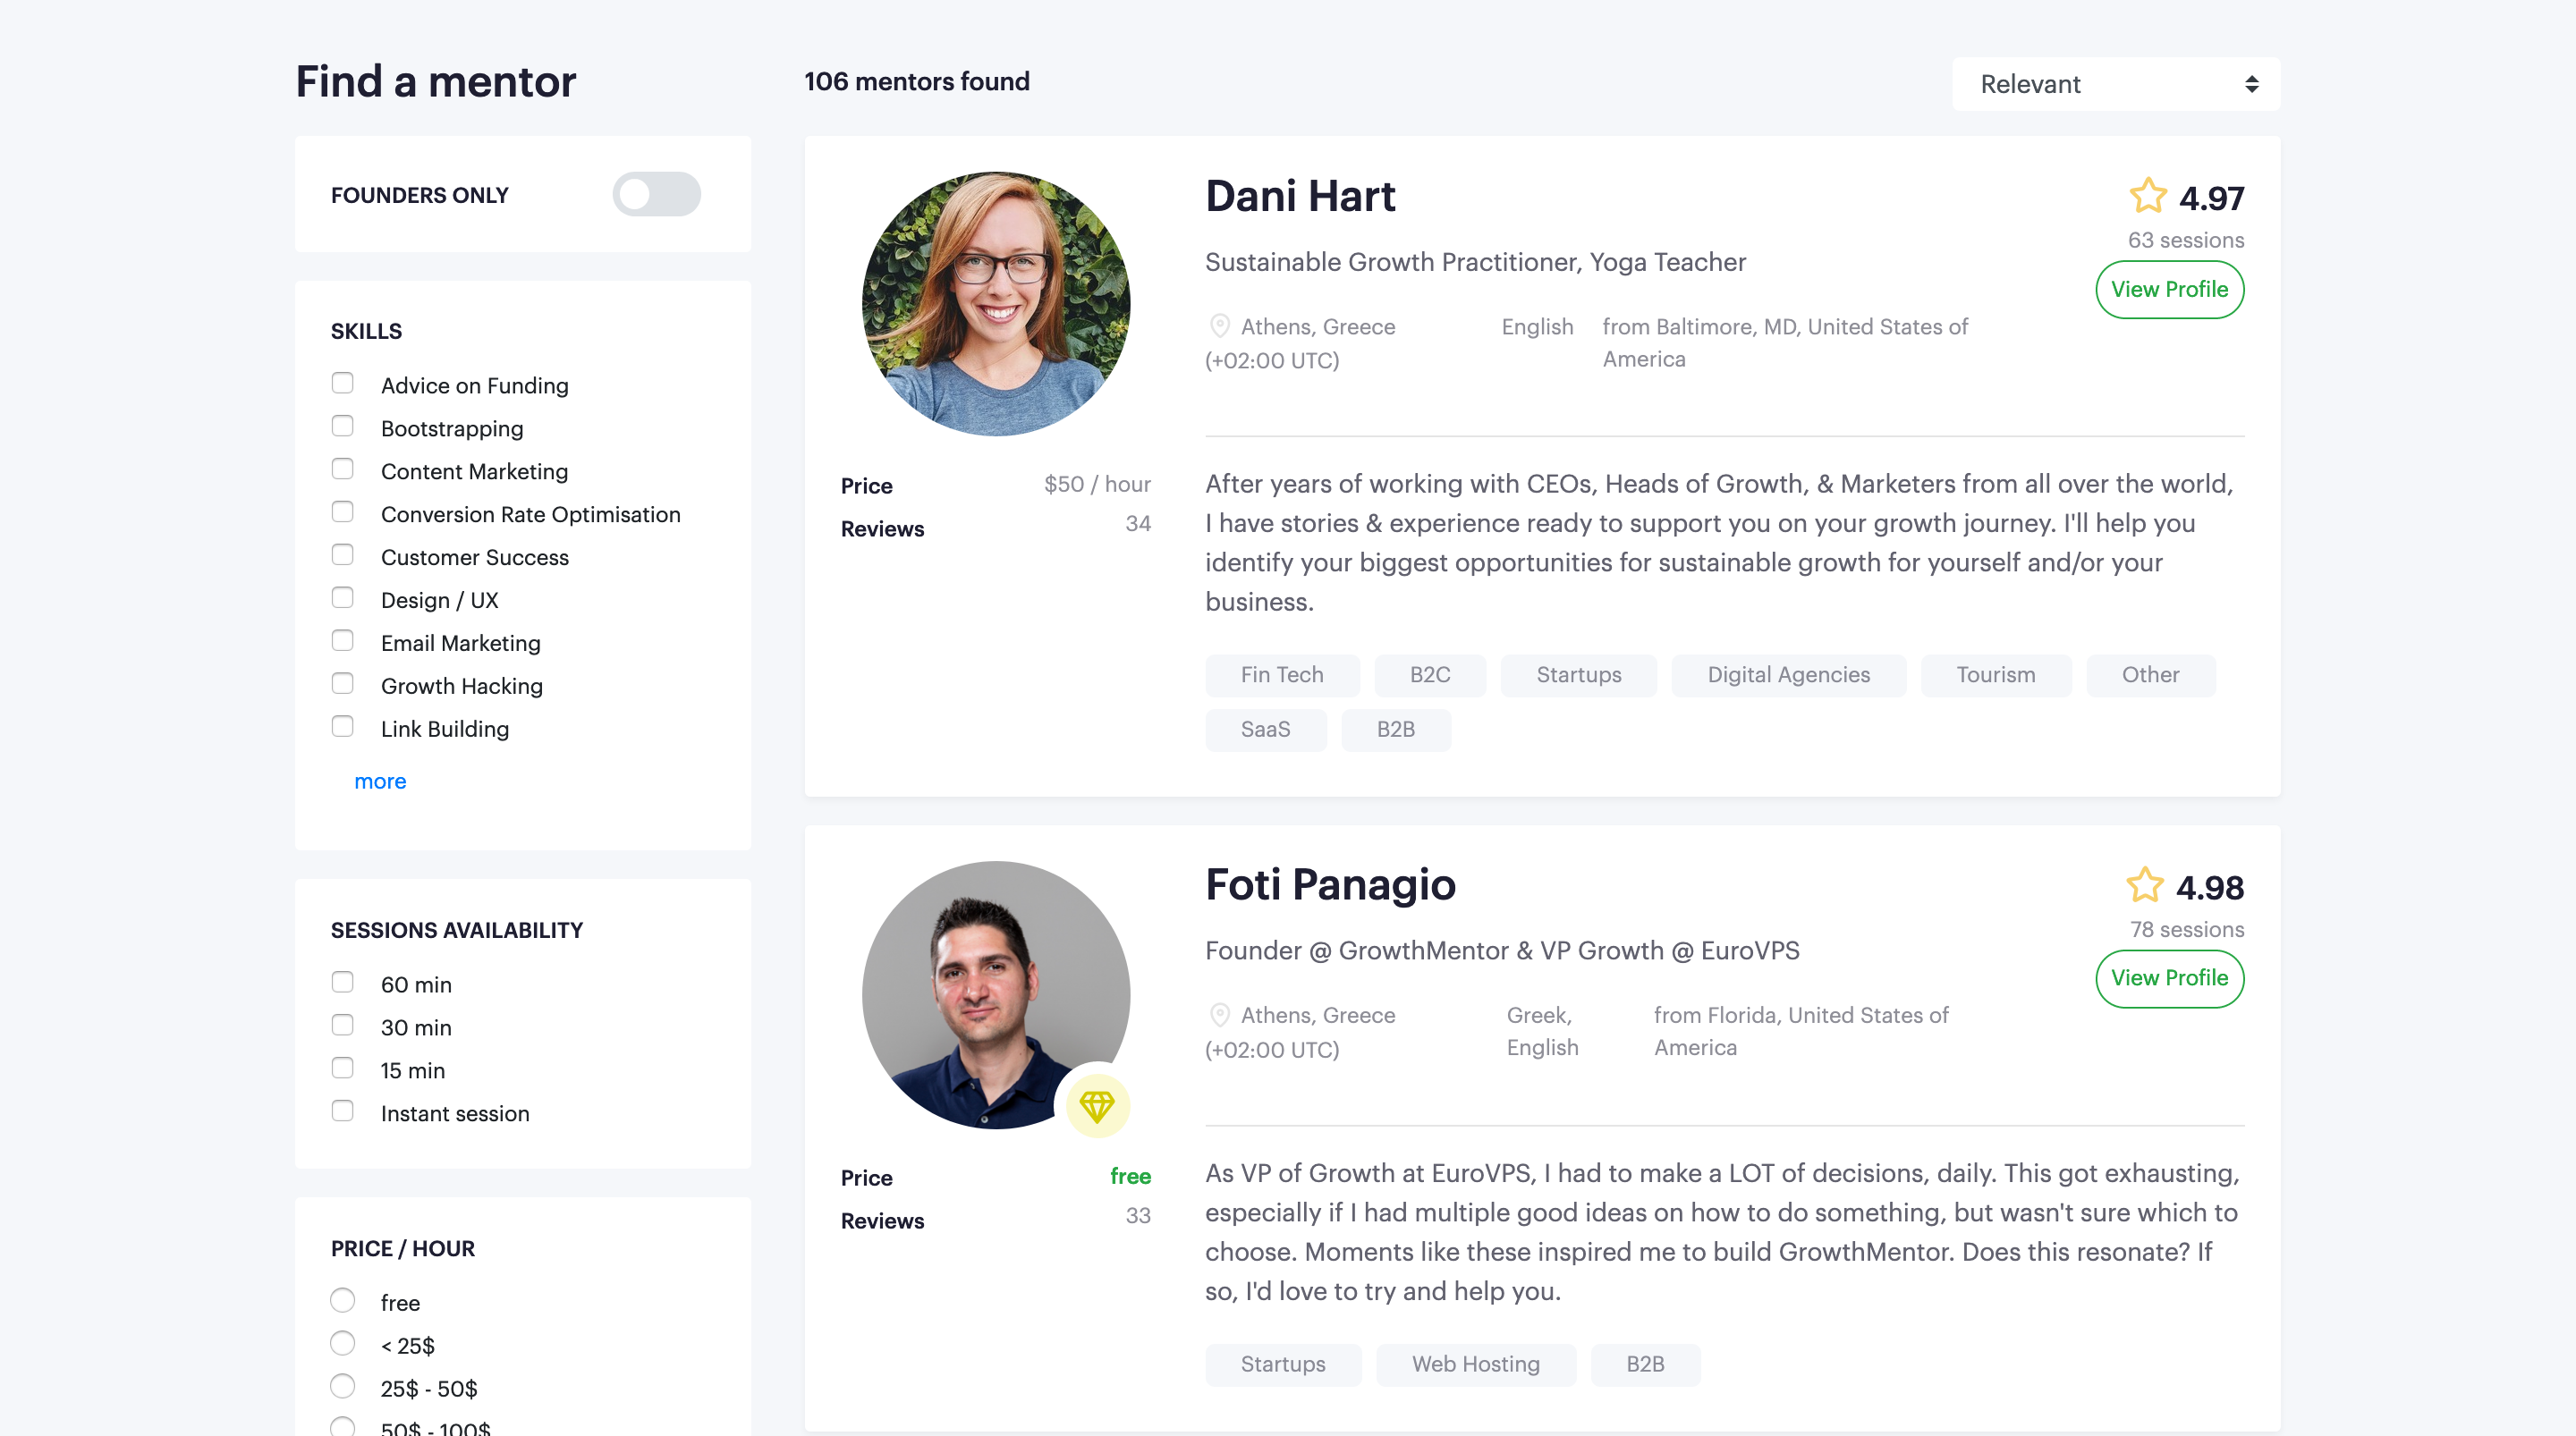 Find a mentor
106 mentors found
Relevant
FOUNDERS ONLY
SKILLS
Advice on Funding
Bootstrapping
Content Marketing
Conversion Rate Optimisation
Customer Success
Design / UX
Email Marketing
Growth Hacking
Link Building
more
SESSIONS AVAILABILITY
60 min
30 min
15 min
Instant session
PRICE / HOUR
free
< 25$
25$ - 50$
50$ - 100$
Dani Hart
4.97
63 sessions
View Profile
Sustainable Growth Practitioner, Yoga Teacher
Athens, Greece
(+02:00 UTC)
English
from Baltimore, MD, United States of
America
Price $50 / hour
Reviews 34
After years of working with CEOs, Heads of Growth, & Marketers from all over the world,
I have stories & experience ready to support you on your growth journey. I'll help you
identify your biggest opportunities for sustainable growth for yourself and/or your
business.
Fin Tech B2C Startups Digital Agencies Tourism Other
SaaS B2B
Foti Panagio
4.98
78 sessions
View Profile
Founder @ GrowthMentor & VP Growth @ EuroVPS
Athens, Greece
(+02:00 UTC)
Greek,
English
from Florida, United States of
America
Price free
Reviews 33
As VP of Growth at EuroVPS, I had to make a LOT of decisions, daily. This got exhausting,
especially if I had multiple good ideas on how to do something, but wasn't sure which to
choose. Moments like these inspired me to build GrowthMentor. Does this resonate? If
so, I'd love to try and help you.
Startups Web Hosting B2B